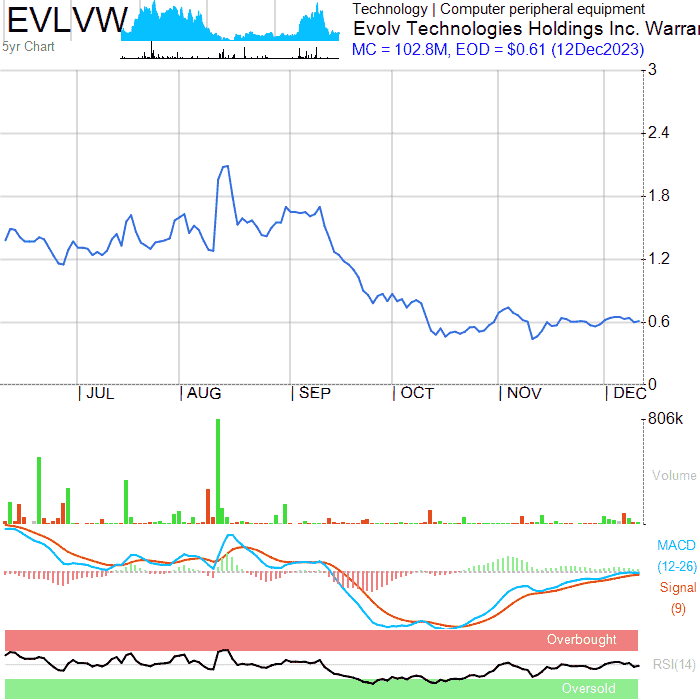 EVLVW
5yr Chart
Technology | Computer peripheral equipment
Evolv Technologies Holdings Inc. Warrar
MC = 102.8M, EOD = $0.61 (12Dec2023)
3
2.4
1.8
1.2
0.6
0
|JUL |AUG |SEP |OCT |NOV |DEC
806k
Volume
MACD
(12-26)
Signal
(9)
Overbought
RSI(14)
Oversold